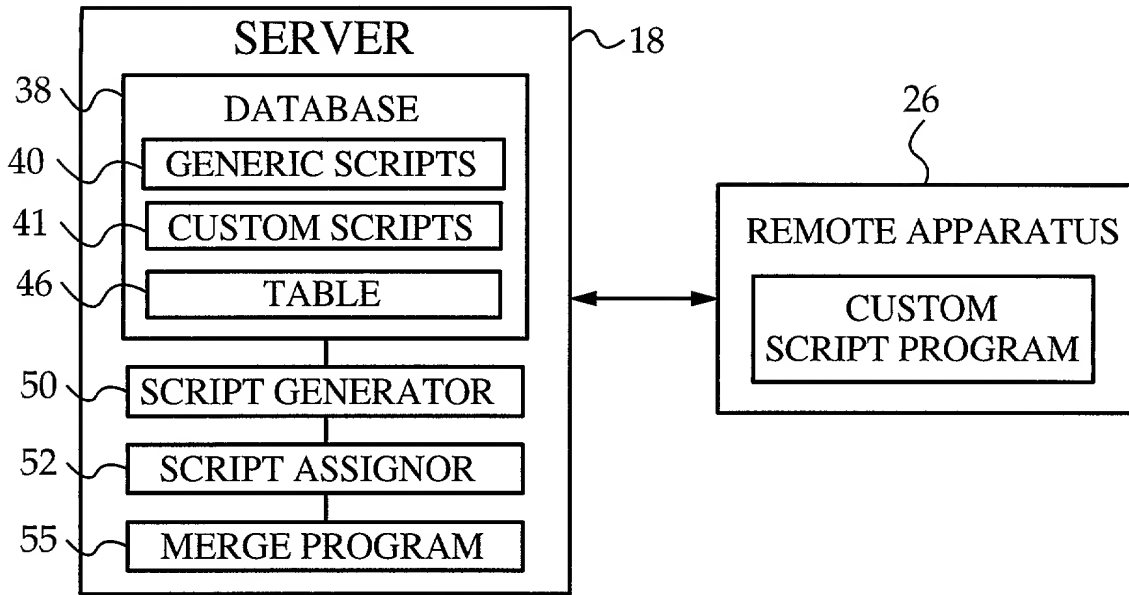 SERVER
18
38
DATABASE
40
GENERIC SCRIPTS
41
CUSTOM SCRIPTS
46
TABLE
50
SCRIPT GENERATOR
52
SCRIPT ASSIGNOR
55
MERGE PROGRAM
26
REMOTE APPARATUS
CUSTOM
SCRIPT PROGRAM